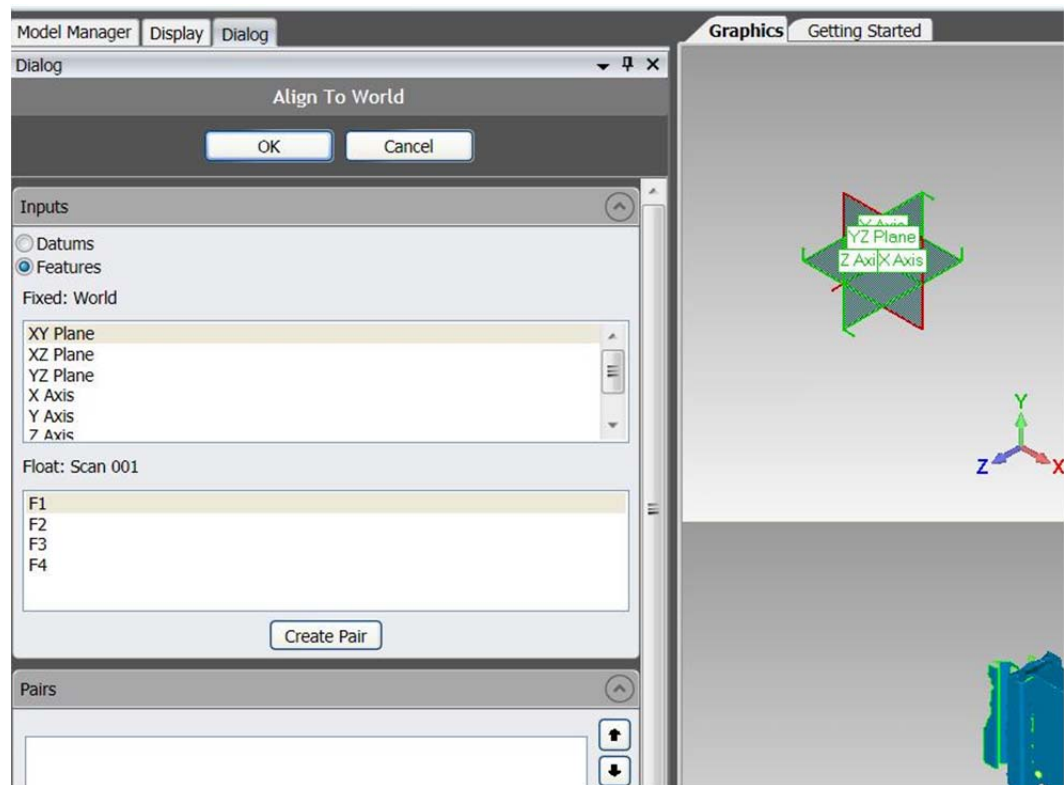 Model Manager Display Dialog
Dialog
Align To World
OK Cancel
Inputs
Datums
Features
Fixed: World
XY Plane
XZ Plane
YZ Plane
X Axis
Y Axis
Z Axis
Float: Scan 001
F1
F2
F3
F4
Create Pair
Pairs
Graphics Getting Started
YZ Plane
Z Axi X Axis
Y
Z X